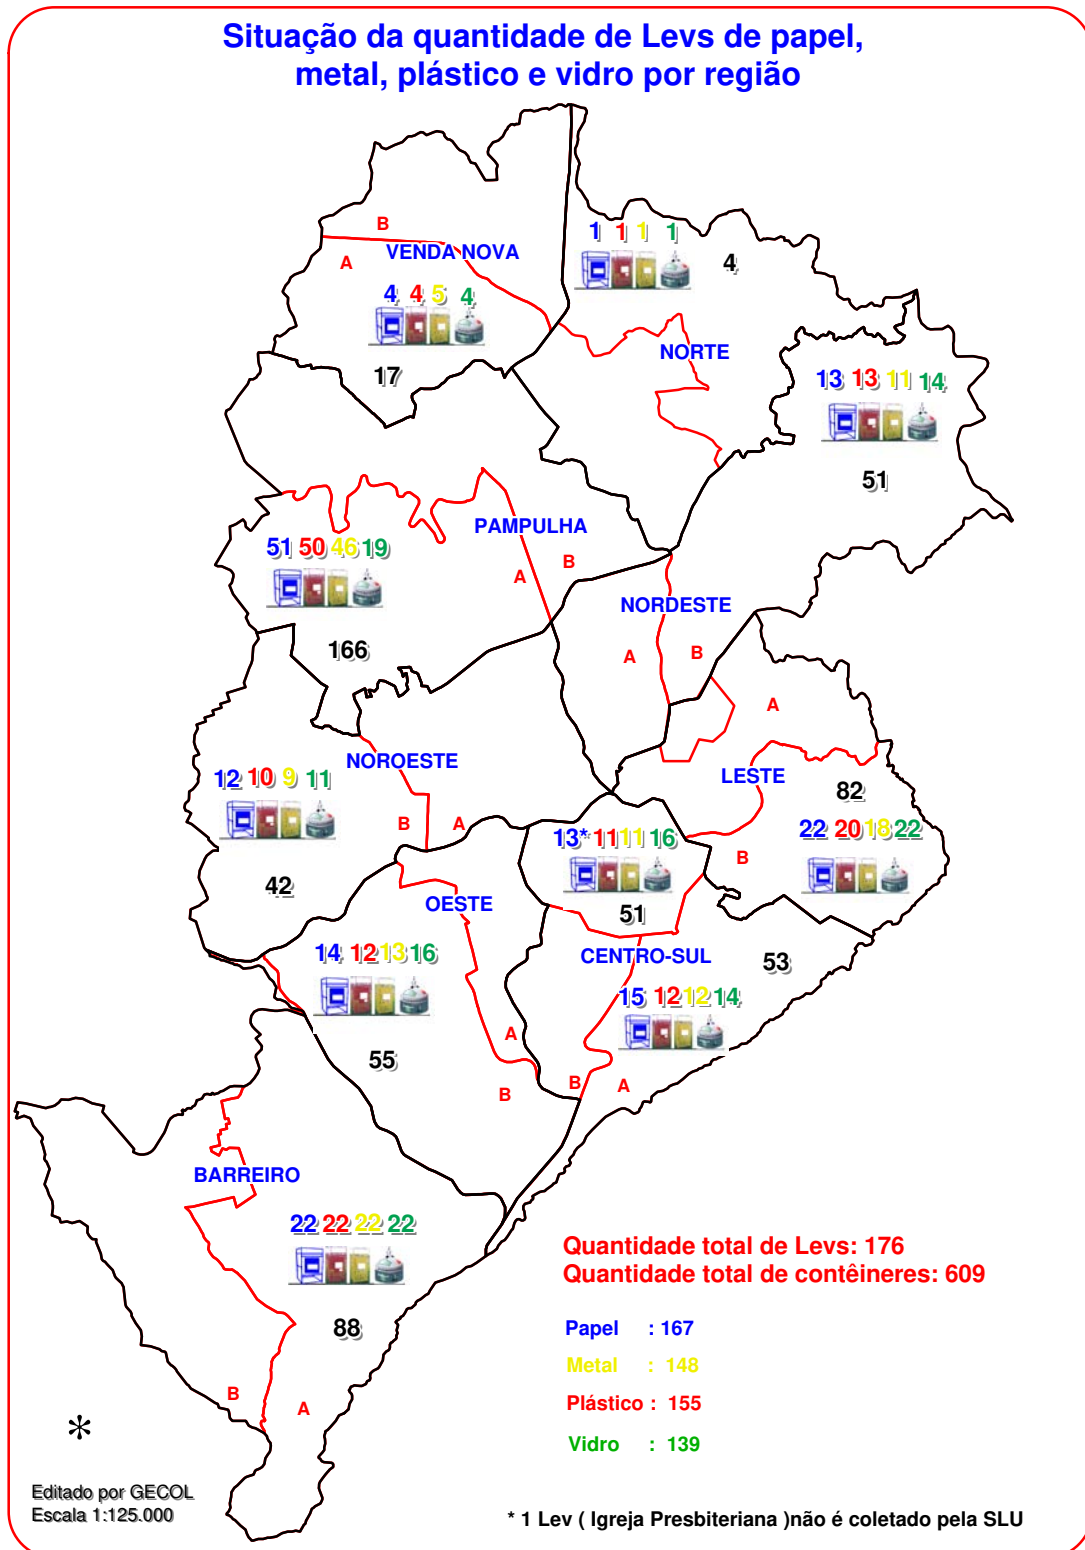 Situação da quantidade de Levs de papel,
metal, plástico e vidro por região
B
A
VENDA NOVA
4 4 5 4
17
1 1 1 1
4
NORTE
13 13 11 14
51
PAMPULHA
51 50 46 19
A
B
166
NORDESTE
A
B
NOROESTE
12 10 9 11
B
A
42
A
LESTE
82
22 20 18 22
B
13* 11 11 16
51
OESTE
14 12 13 16
55
A
B
CENTRO-SUL
53
15 12 12 14
B
A
BARREIRO
22 22 22 22
88
B
A
Quantidade total de Levs: 176
Quantidade total de contêineres: 609
Papel : 167
Metal : 148
Plástico : 155
Vidro : 139
*
Editado por GECOL
Escala 1:125.000
* 1 Lev ( Igreja Presbiteriana )não é coletado pela SLU